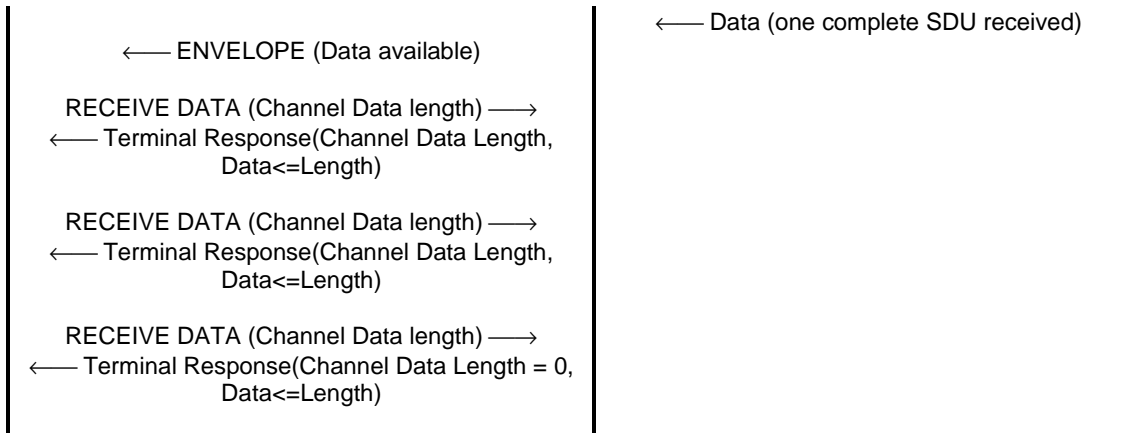 ←── Data (one complete SDU received)
←── ENVELOPE (Data available)
RECEIVE DATA (Channel Data length) ──→
←── Terminal Response(Channel Data Length,
Data<=Length)
RECEIVE DATA (Channel Data length) ──→
←── Terminal Response(Channel Data Length,
Data<=Length)
RECEIVE DATA (Channel Data length) ──→
←── Terminal Response(Channel Data Length = 0,
Data<=Length)